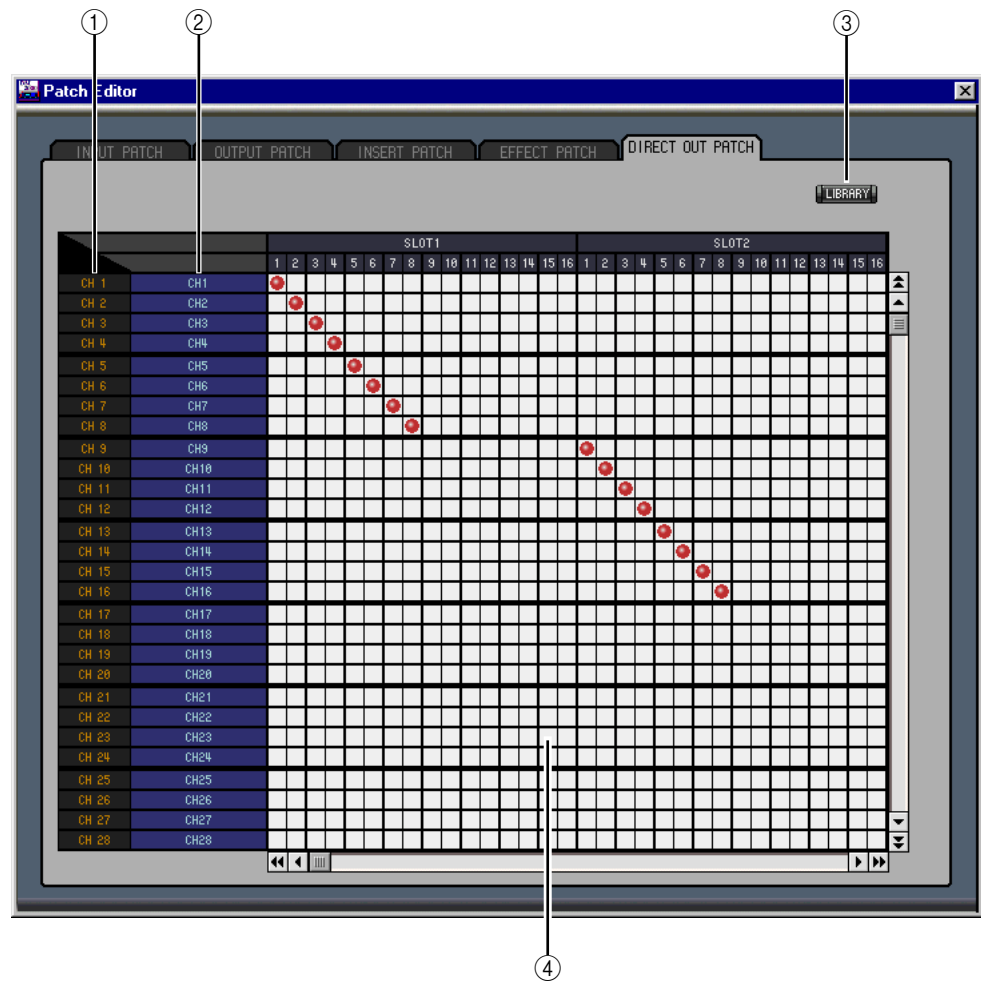 ① ② ③
Patch Editor
INPUT PATCH OUTPUT PATCH INSERT PATCH EFFECT PATCH DIRECT OUT PATCH
LIBRARY
SLOT1 SLOT2
1 2 3 4 5 6 7 8 9 10 11 12 13 14 15 16 1 2 3 4 5 6 7 8 9 10 11 12 13 14 15 16
CH 1 CH1
CH 2 CH2
CH 3 CH3
CH 4 CH4
CH 5 CH5
CH 6 CH6
CH 7 CH7
CH 8 CH8
CH 9 CH9
CH 10 CH10
CH 11 CH11
CH 12 CH12
CH 13 CH13
CH 14 CH14
CH 15 CH15
CH 16 CH16
CH 17 CH17
CH 18 CH18
CH 19 CH19
CH 20 CH20
CH 21 CH21
CH 22 CH22
CH 23 CH23
CH 24 CH24
CH 25 CH25
CH 26 CH26
CH 27 CH27
CH 28 CH28
④